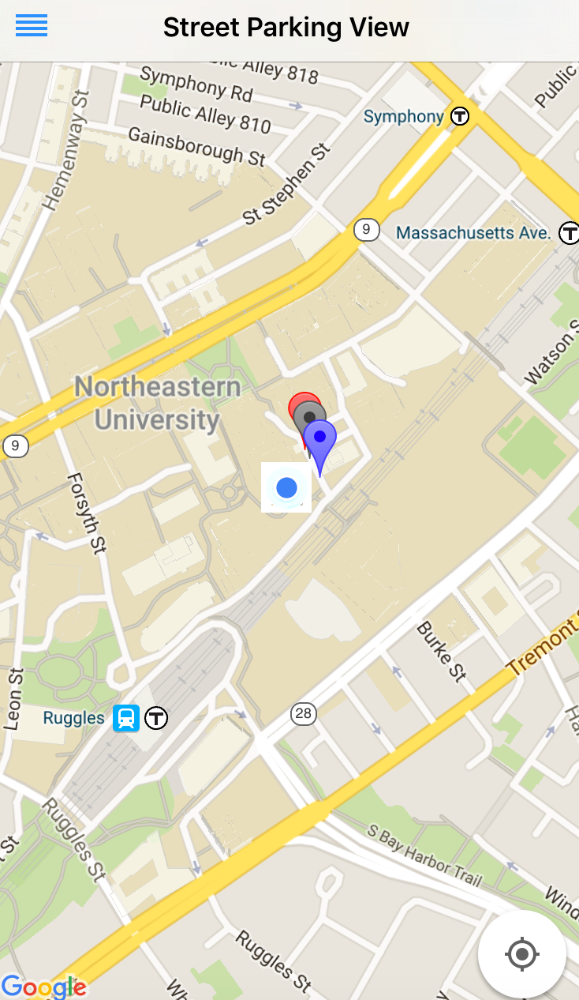 Street Parking View
Public Alley 818
Symphony Rd
Public Alley 810
Gainsborough St
Hemenway St
St Stephen St
Symphony
T
Public
9
Massachusetts Ave.
T
Watson S
Northeastern
University
9
Forsyth St
Burke St
Tremont
Leon St
Ruggles
T
28
Ruggles St
St
S Bay Harbor Trail
Wind
Ruggles St
Wh
Google